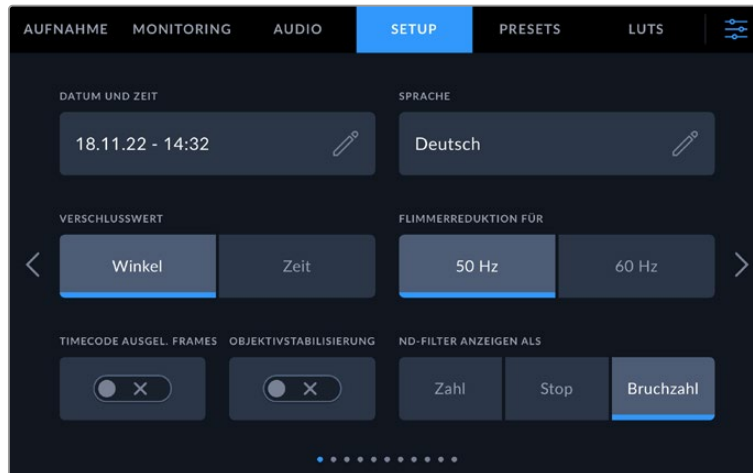 AUFNAHME MONITORING AUDIO SETUP PRESETS LUTS
DATUM UND ZEIT SPRACHE
18.11.22 - 14:32 Deutsch
VERSCHLUSSWERT FLIMMERREDUKTION FÜR
Winkel Zeit 50 Hz 60 Hz
TIMECODE AUSGEL. FRAMES OBJEKTIVSTABILISIERUNG ND-FILTER ANZEIGEN ALS
Zahl Stop Bruchzahl